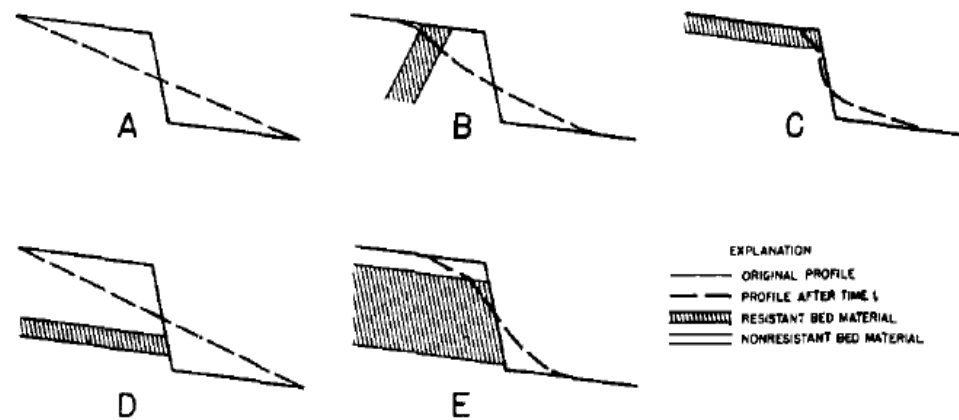 A
B
C
D
E
EXPLANATION
ORIGINAL PROFILE
PROFILE AFTER TIME t,
RESISTANT BED MATERIAL
NONRESISTANT BED MATERIAL